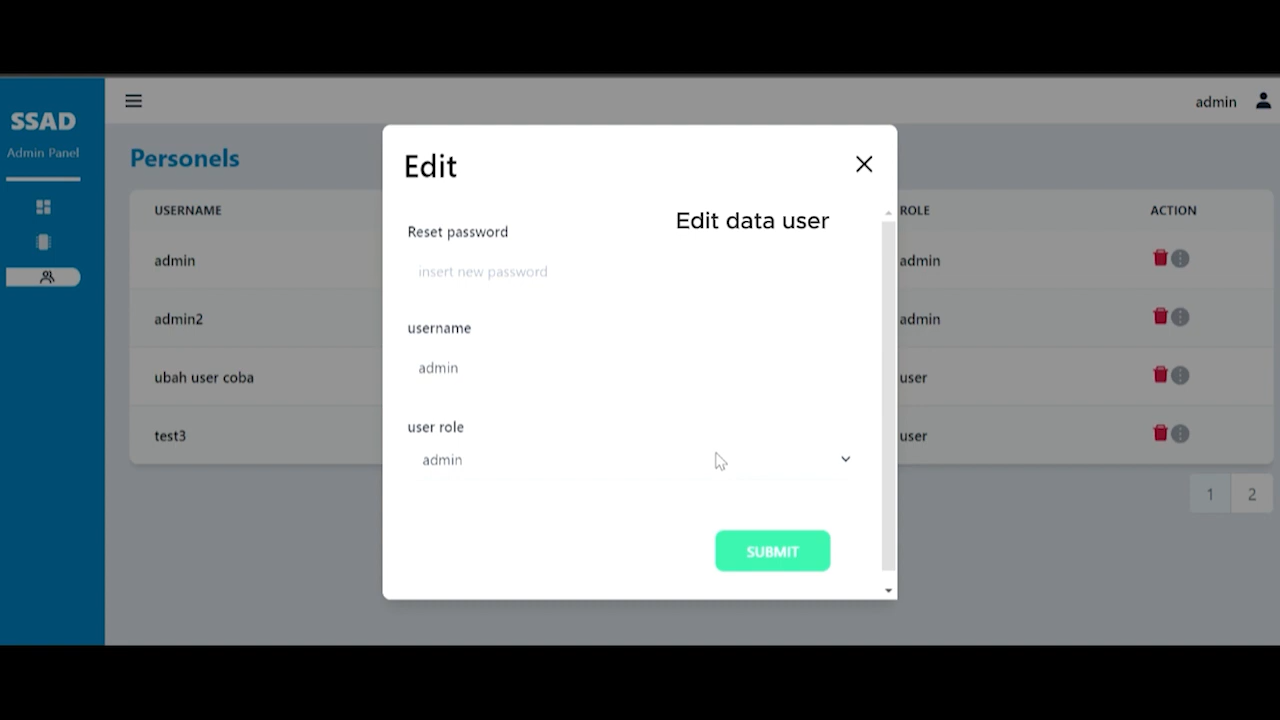 SSAD
Admin Panel
admin
Personels
USERNAME
ROLE
ACTION
admin
admin
admin2
admin
ubah user coba
user
test3
user
1
2
Edit
Edit data user
Reset password
insert new password
username
admin
user role
admin
SUBMIT